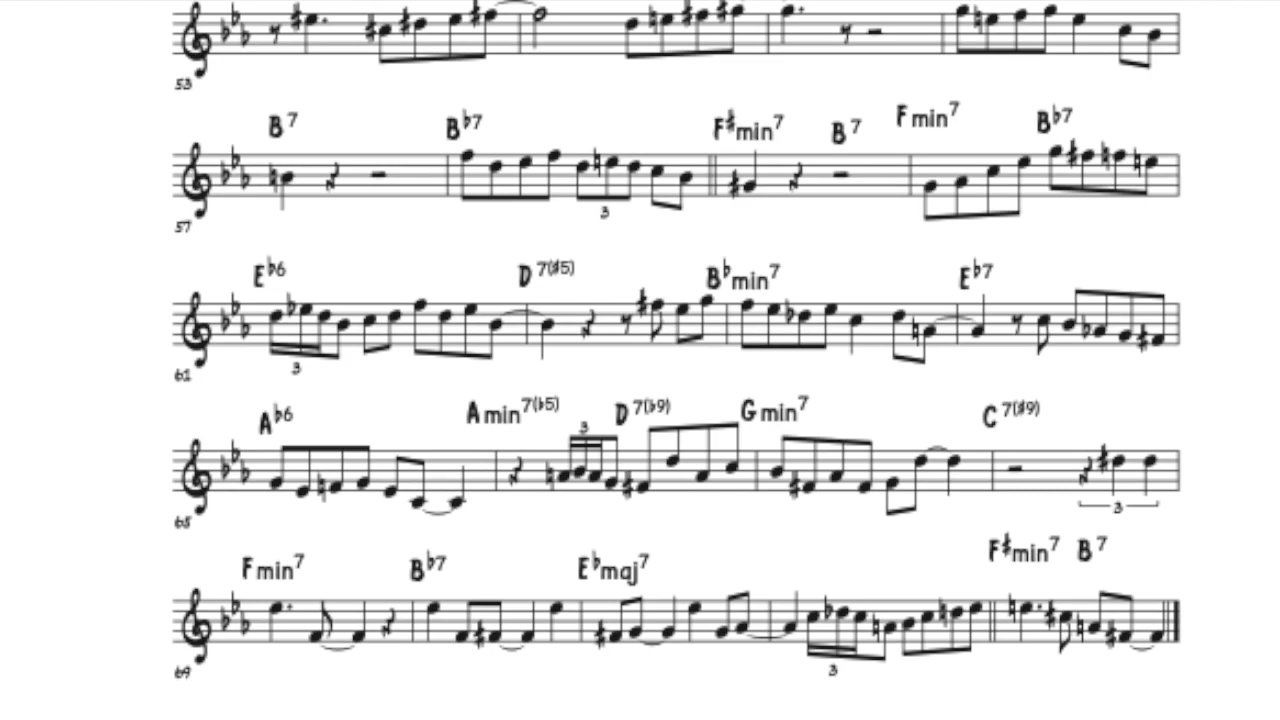 53
B7 B♭7 F♯min7 B7 Fmin7 B♭7
3
57
E♭6 D7(♯5) B♭min7 E♭7
3
61
A♭6 Amin7(♭5) D7(♭9) Gmin7 C7(♯9)
3
3
65
Fmin7 B♭7 E♭maj7 F♯min7 B7
3
69